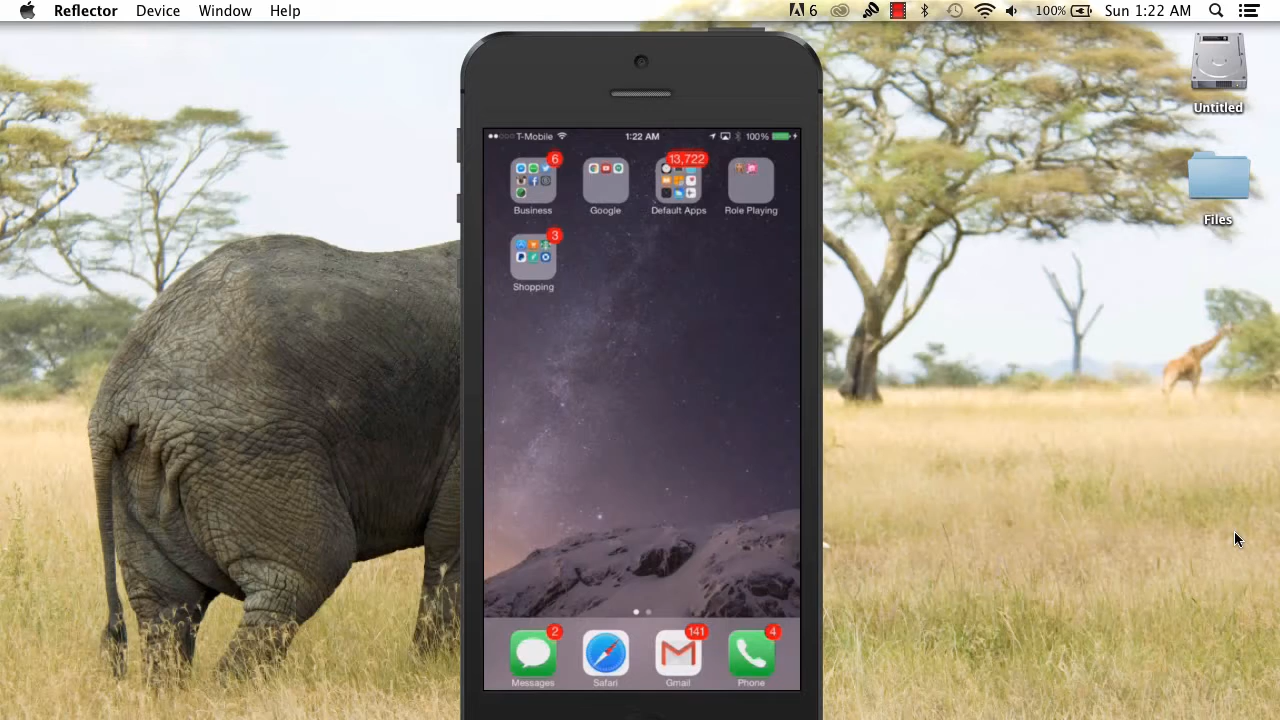 Reflector Device Window Help 6 100% Sun 1:22 AM
Untitled
Files
T-Mobile 1:22 AM 100%
6 13,722
Business Google Default Apps Role Playing
3
Shopping
2 141 4
Messages Safari Gmail Phone